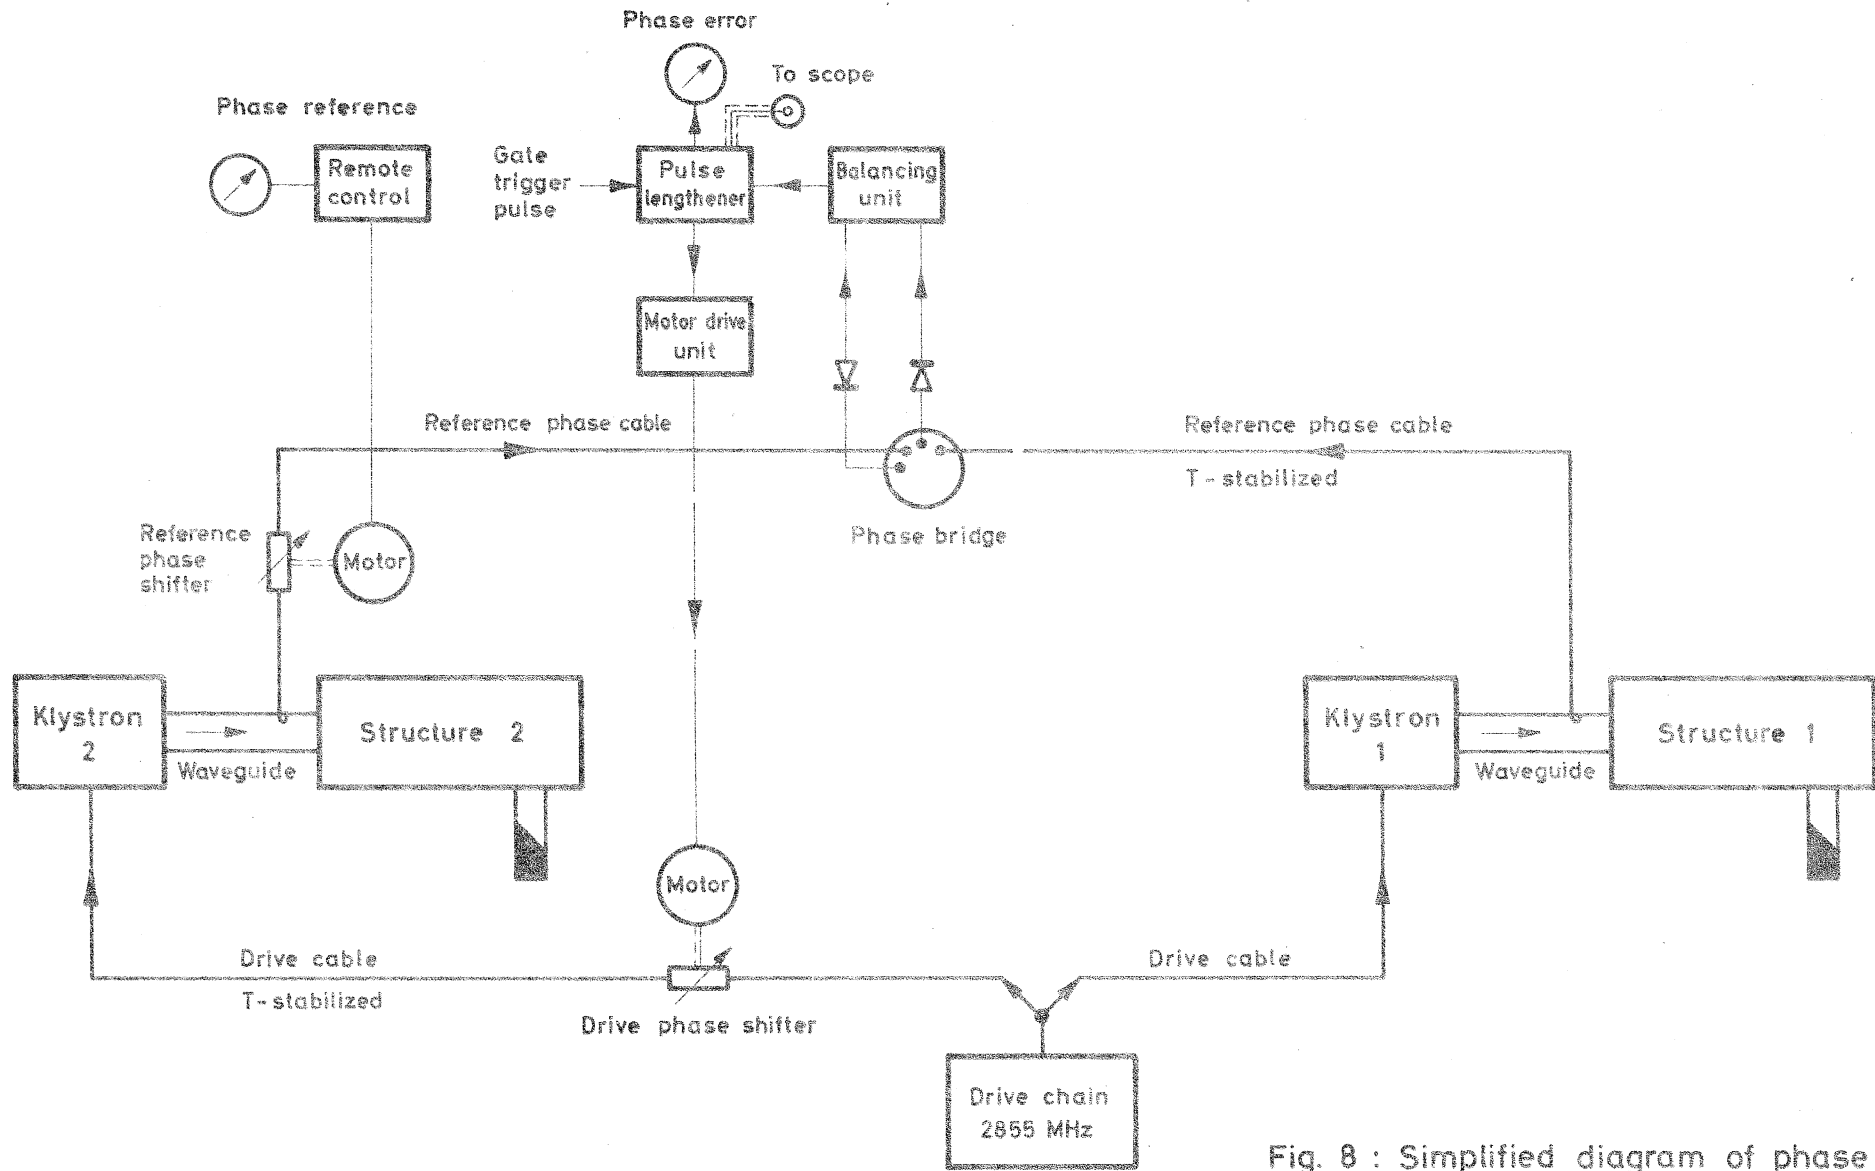 Phase error
To scope
Phase reference
Remote
control
Gate
trigger
pulse
Pulse
lengthener
Balancing
unit
Motor drive
unit
Reference phase cable
Reference phase cable
T-stabilized
Phase bridge
Reference
phase
shifter
Motor
Klystron
2
Waveguide
Structure 2
Klystron
1
Waveguide
Structure 1
Motor
Drive cable
T-stabilized
Drive phase shifter
Drive cable
Drive chain
2855 MHz
Fig. 8 : Simplified diagram of phase